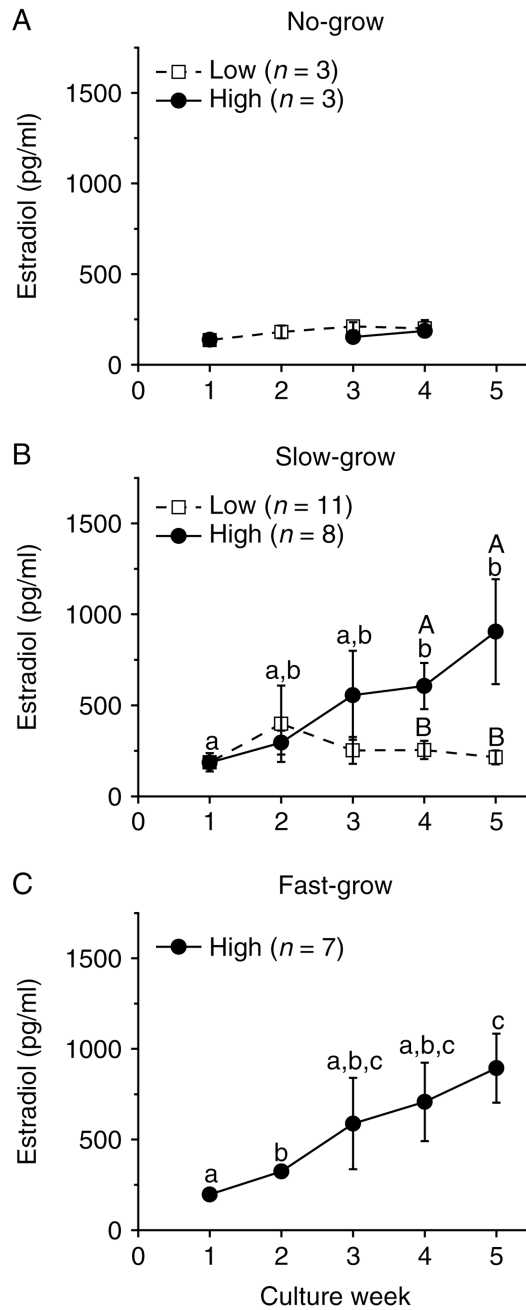 A
No-grow
Low (n = 3)
High (n = 3)
1500
1000
500
0
Estradiol (pg/ml)
0 1 2 3 4 5
B
Slow-grow
Low (n = 11)
High (n = 8)
1500
1000
500
0
Estradiol (pg/ml)
a
a,b
a,b
A
b
A
b
B
B
0 1 2 3 4 5
C
Fast-grow
High (n = 7)
1500
1000
500
0
Estradiol (pg/ml)
a
b
a,b,c
a,b,c
c
0 1 2 3 4 5
Culture week